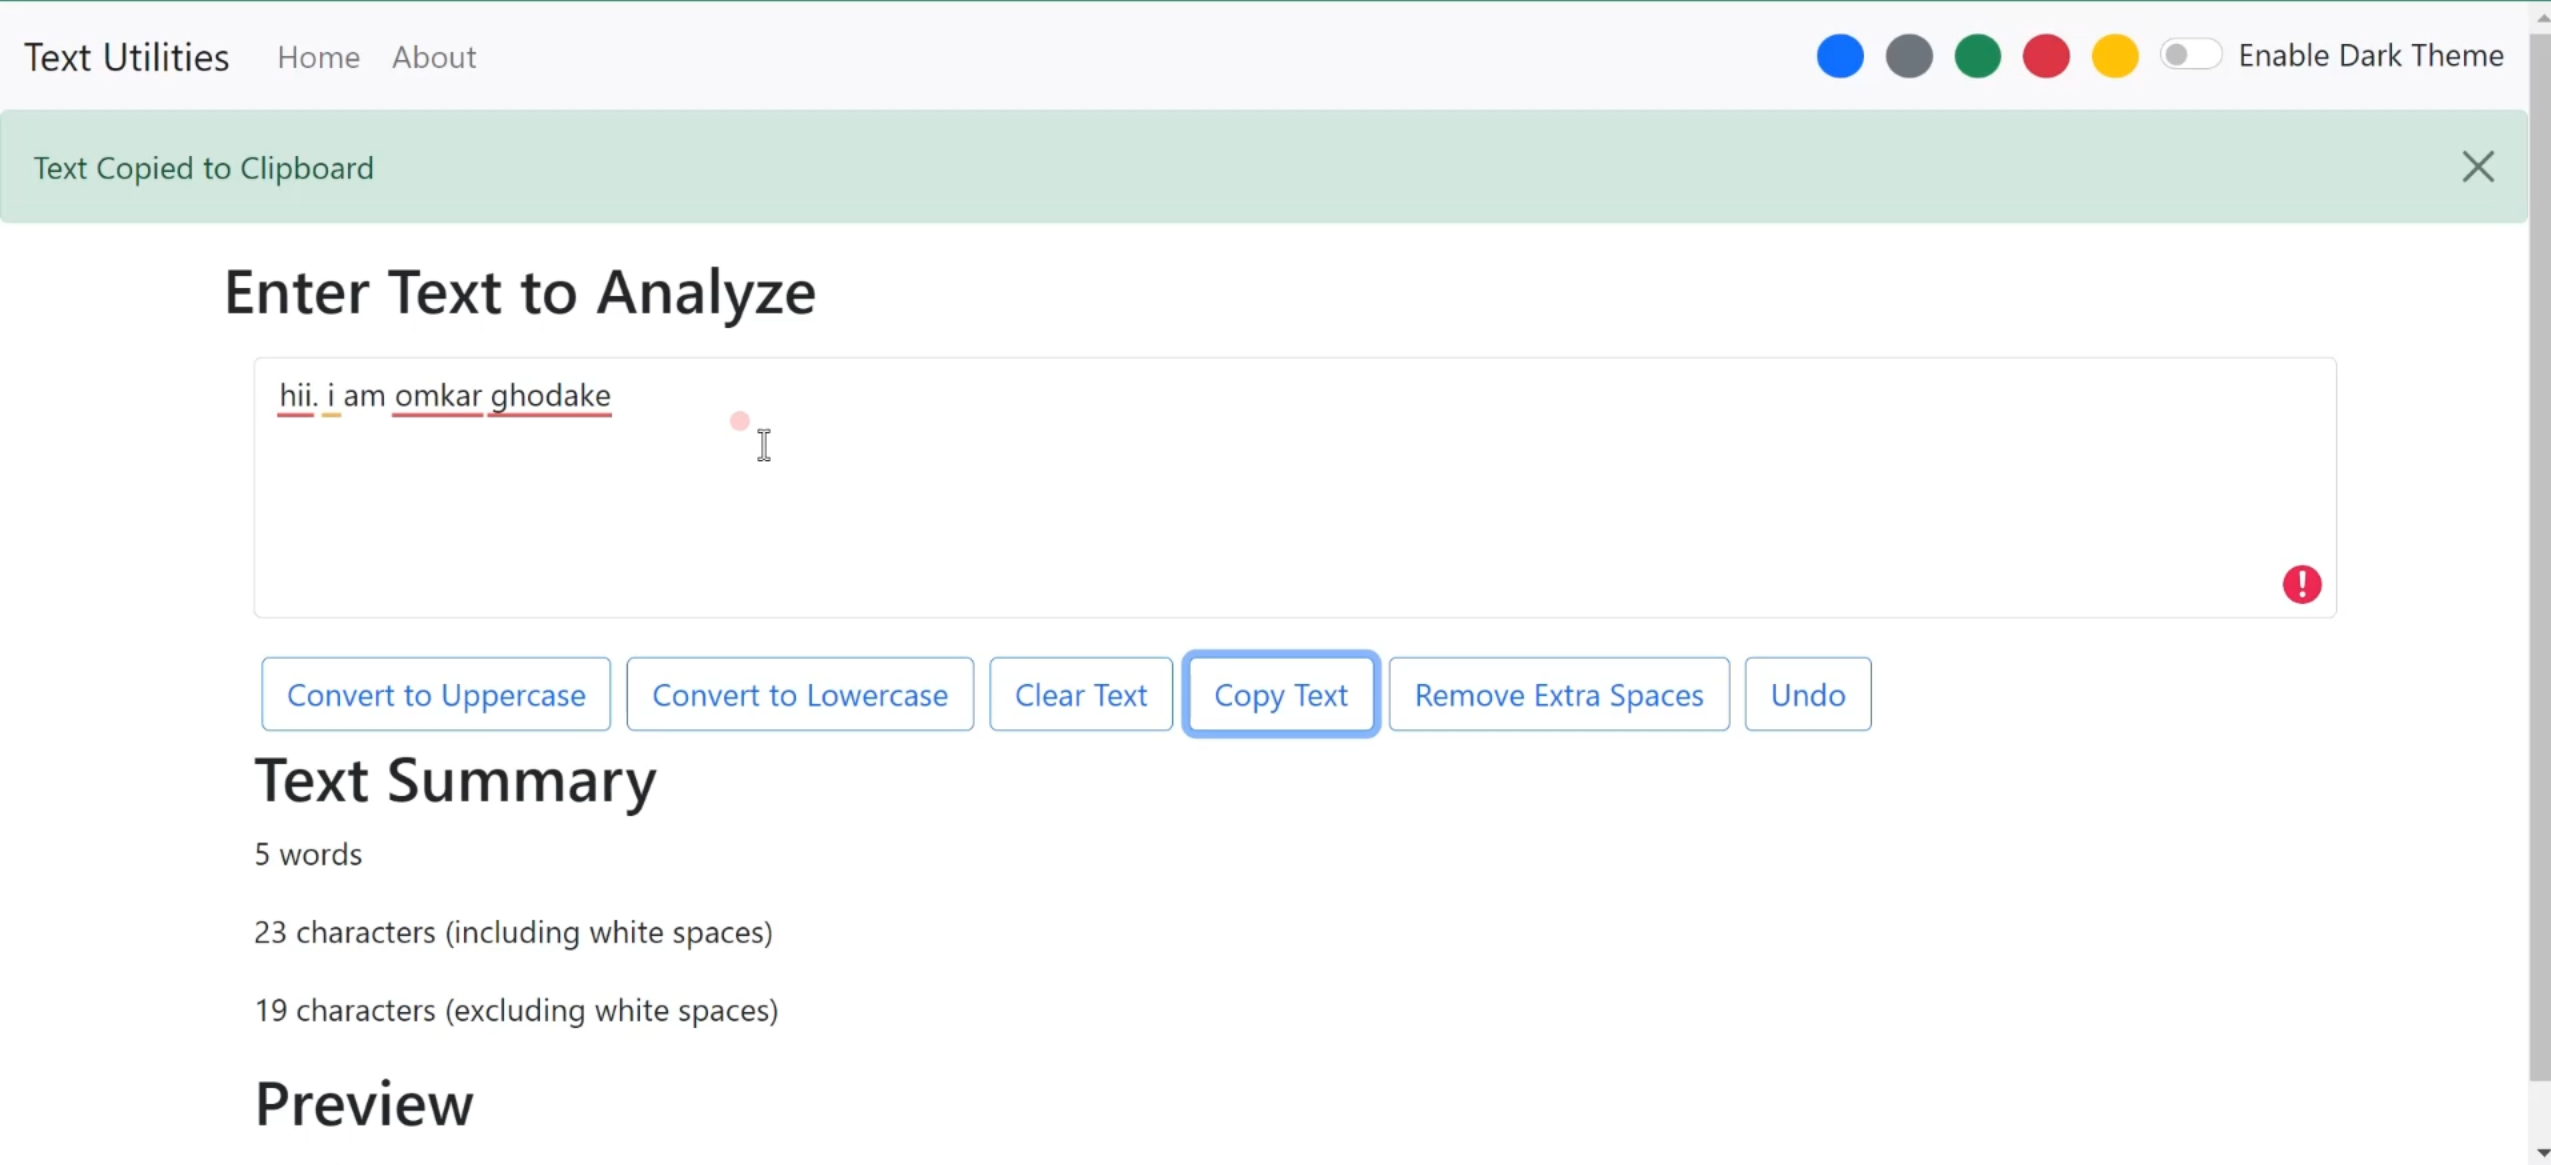 Text Utilities Home About Enable Dark Theme
Text Copied to Clipboard
Enter Text to Analyze
hii. i am omkar ghodake
Convert to Uppercase Convert to Lowercase Clear Text Copy Text Remove Extra Spaces Undo
Text Summary
5 words
23 characters (including white spaces)
19 characters (excluding white spaces)
Preview